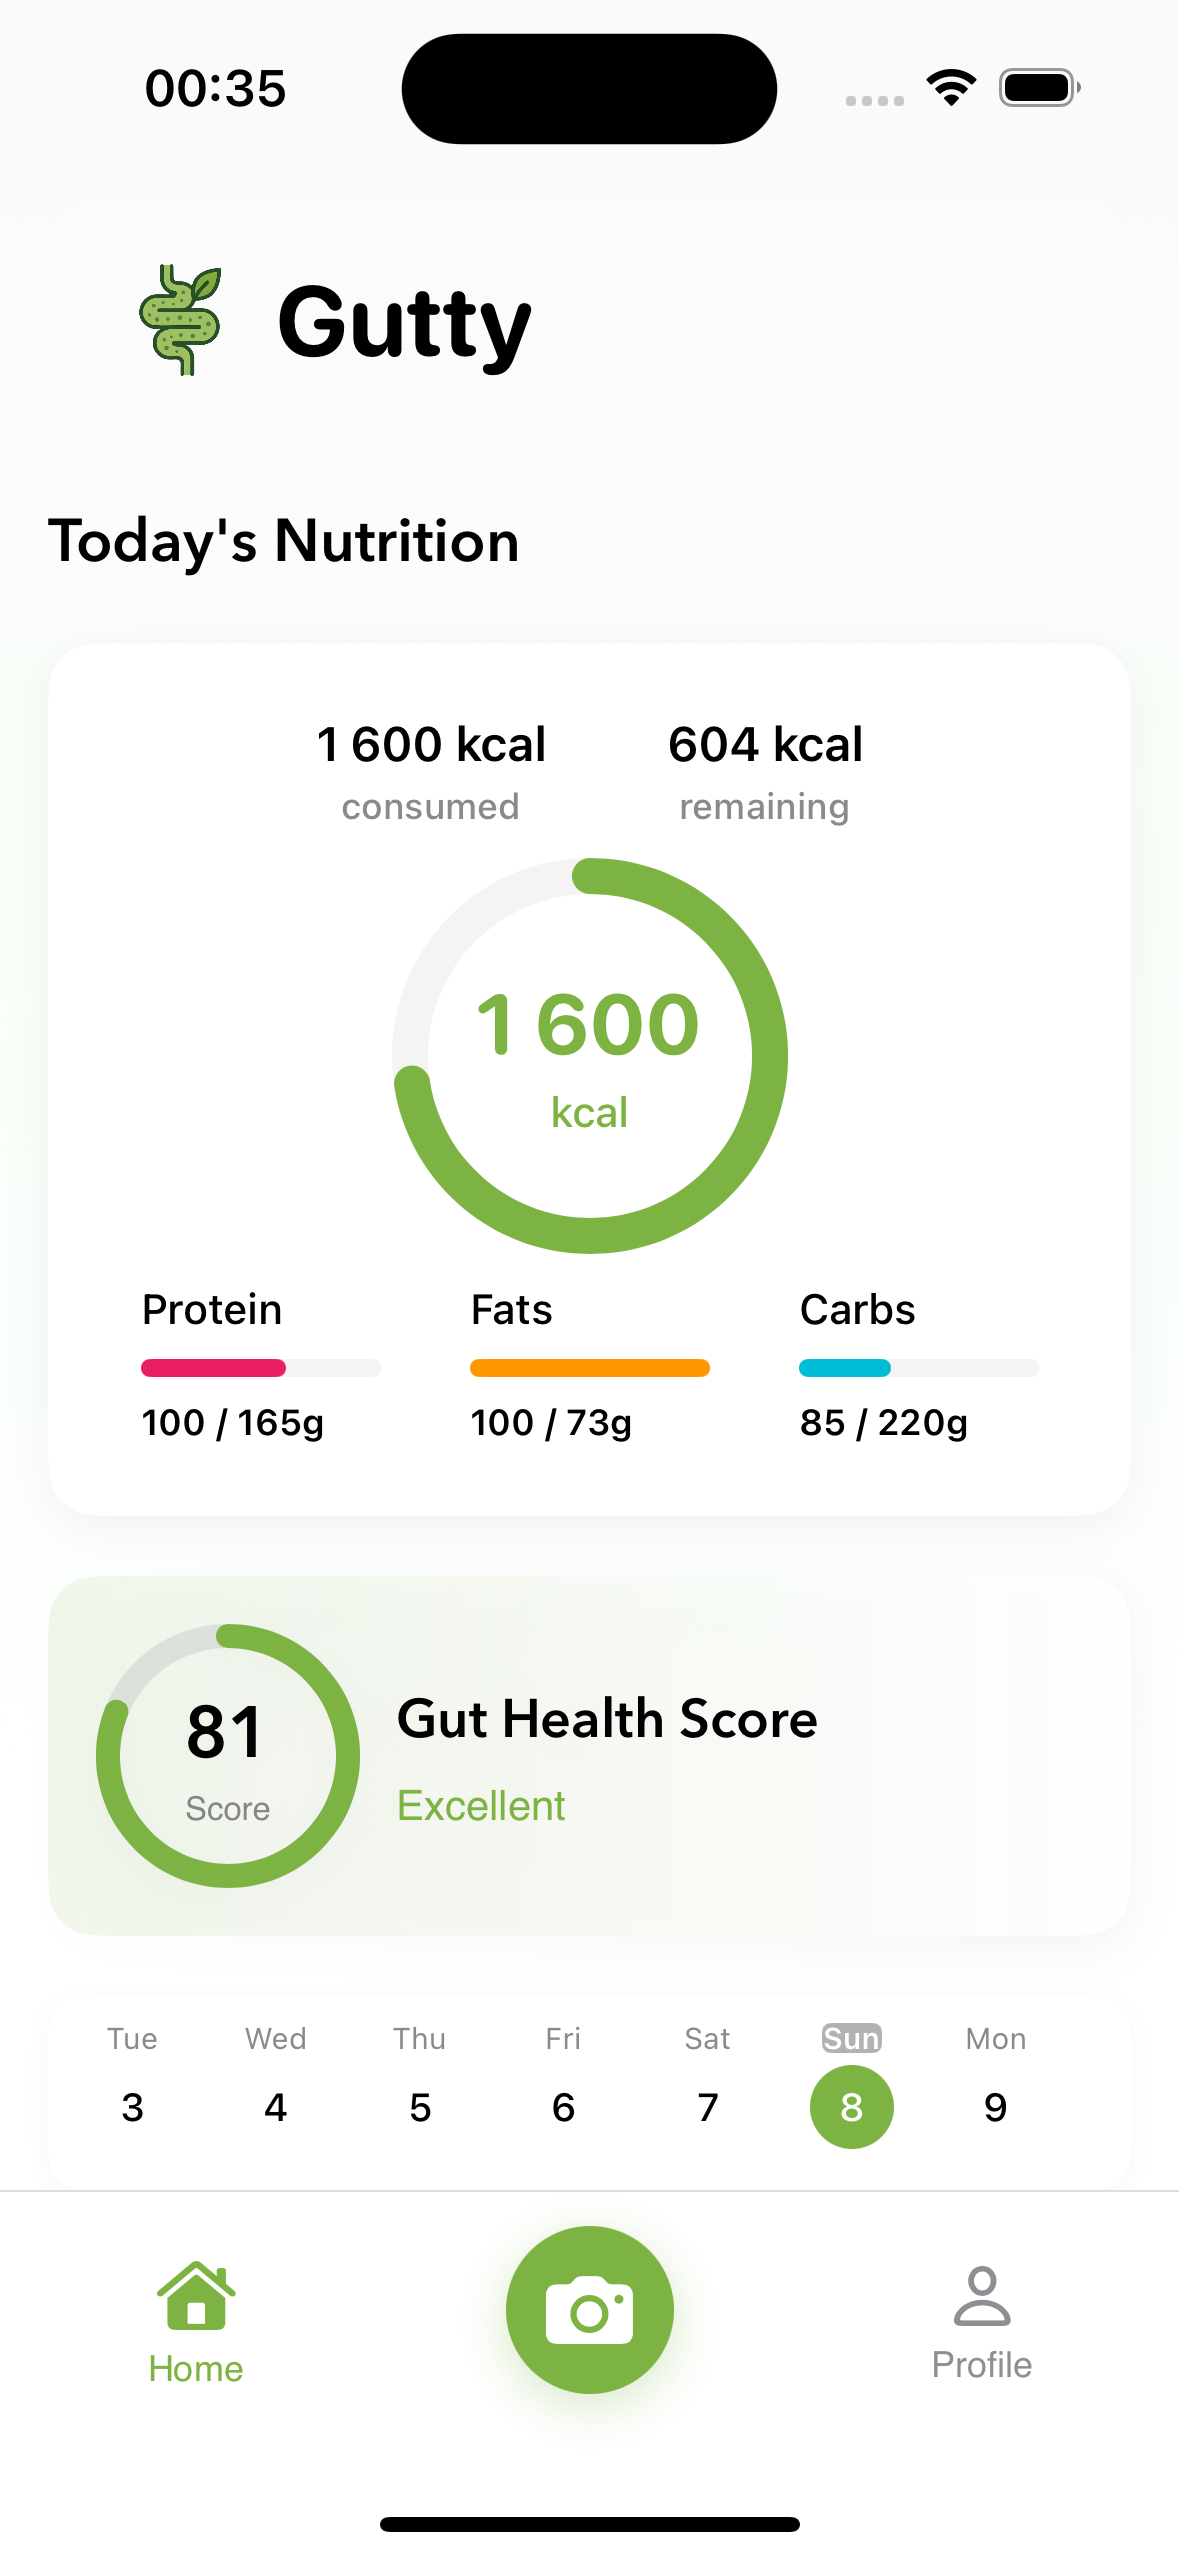 00:35
Gutty
Today's Nutrition
1 600 kcal
consumed
604 kcal
remaining
1 600
kcal
Protein
100 / 165g
Fats
100 / 73g
Carbs
85 / 220g
81
Score
Gut Health Score
Excellent
Tue Wed Thu Fri Sat Sun Mon
3 4 5 6 7 8 9
Home
Profile